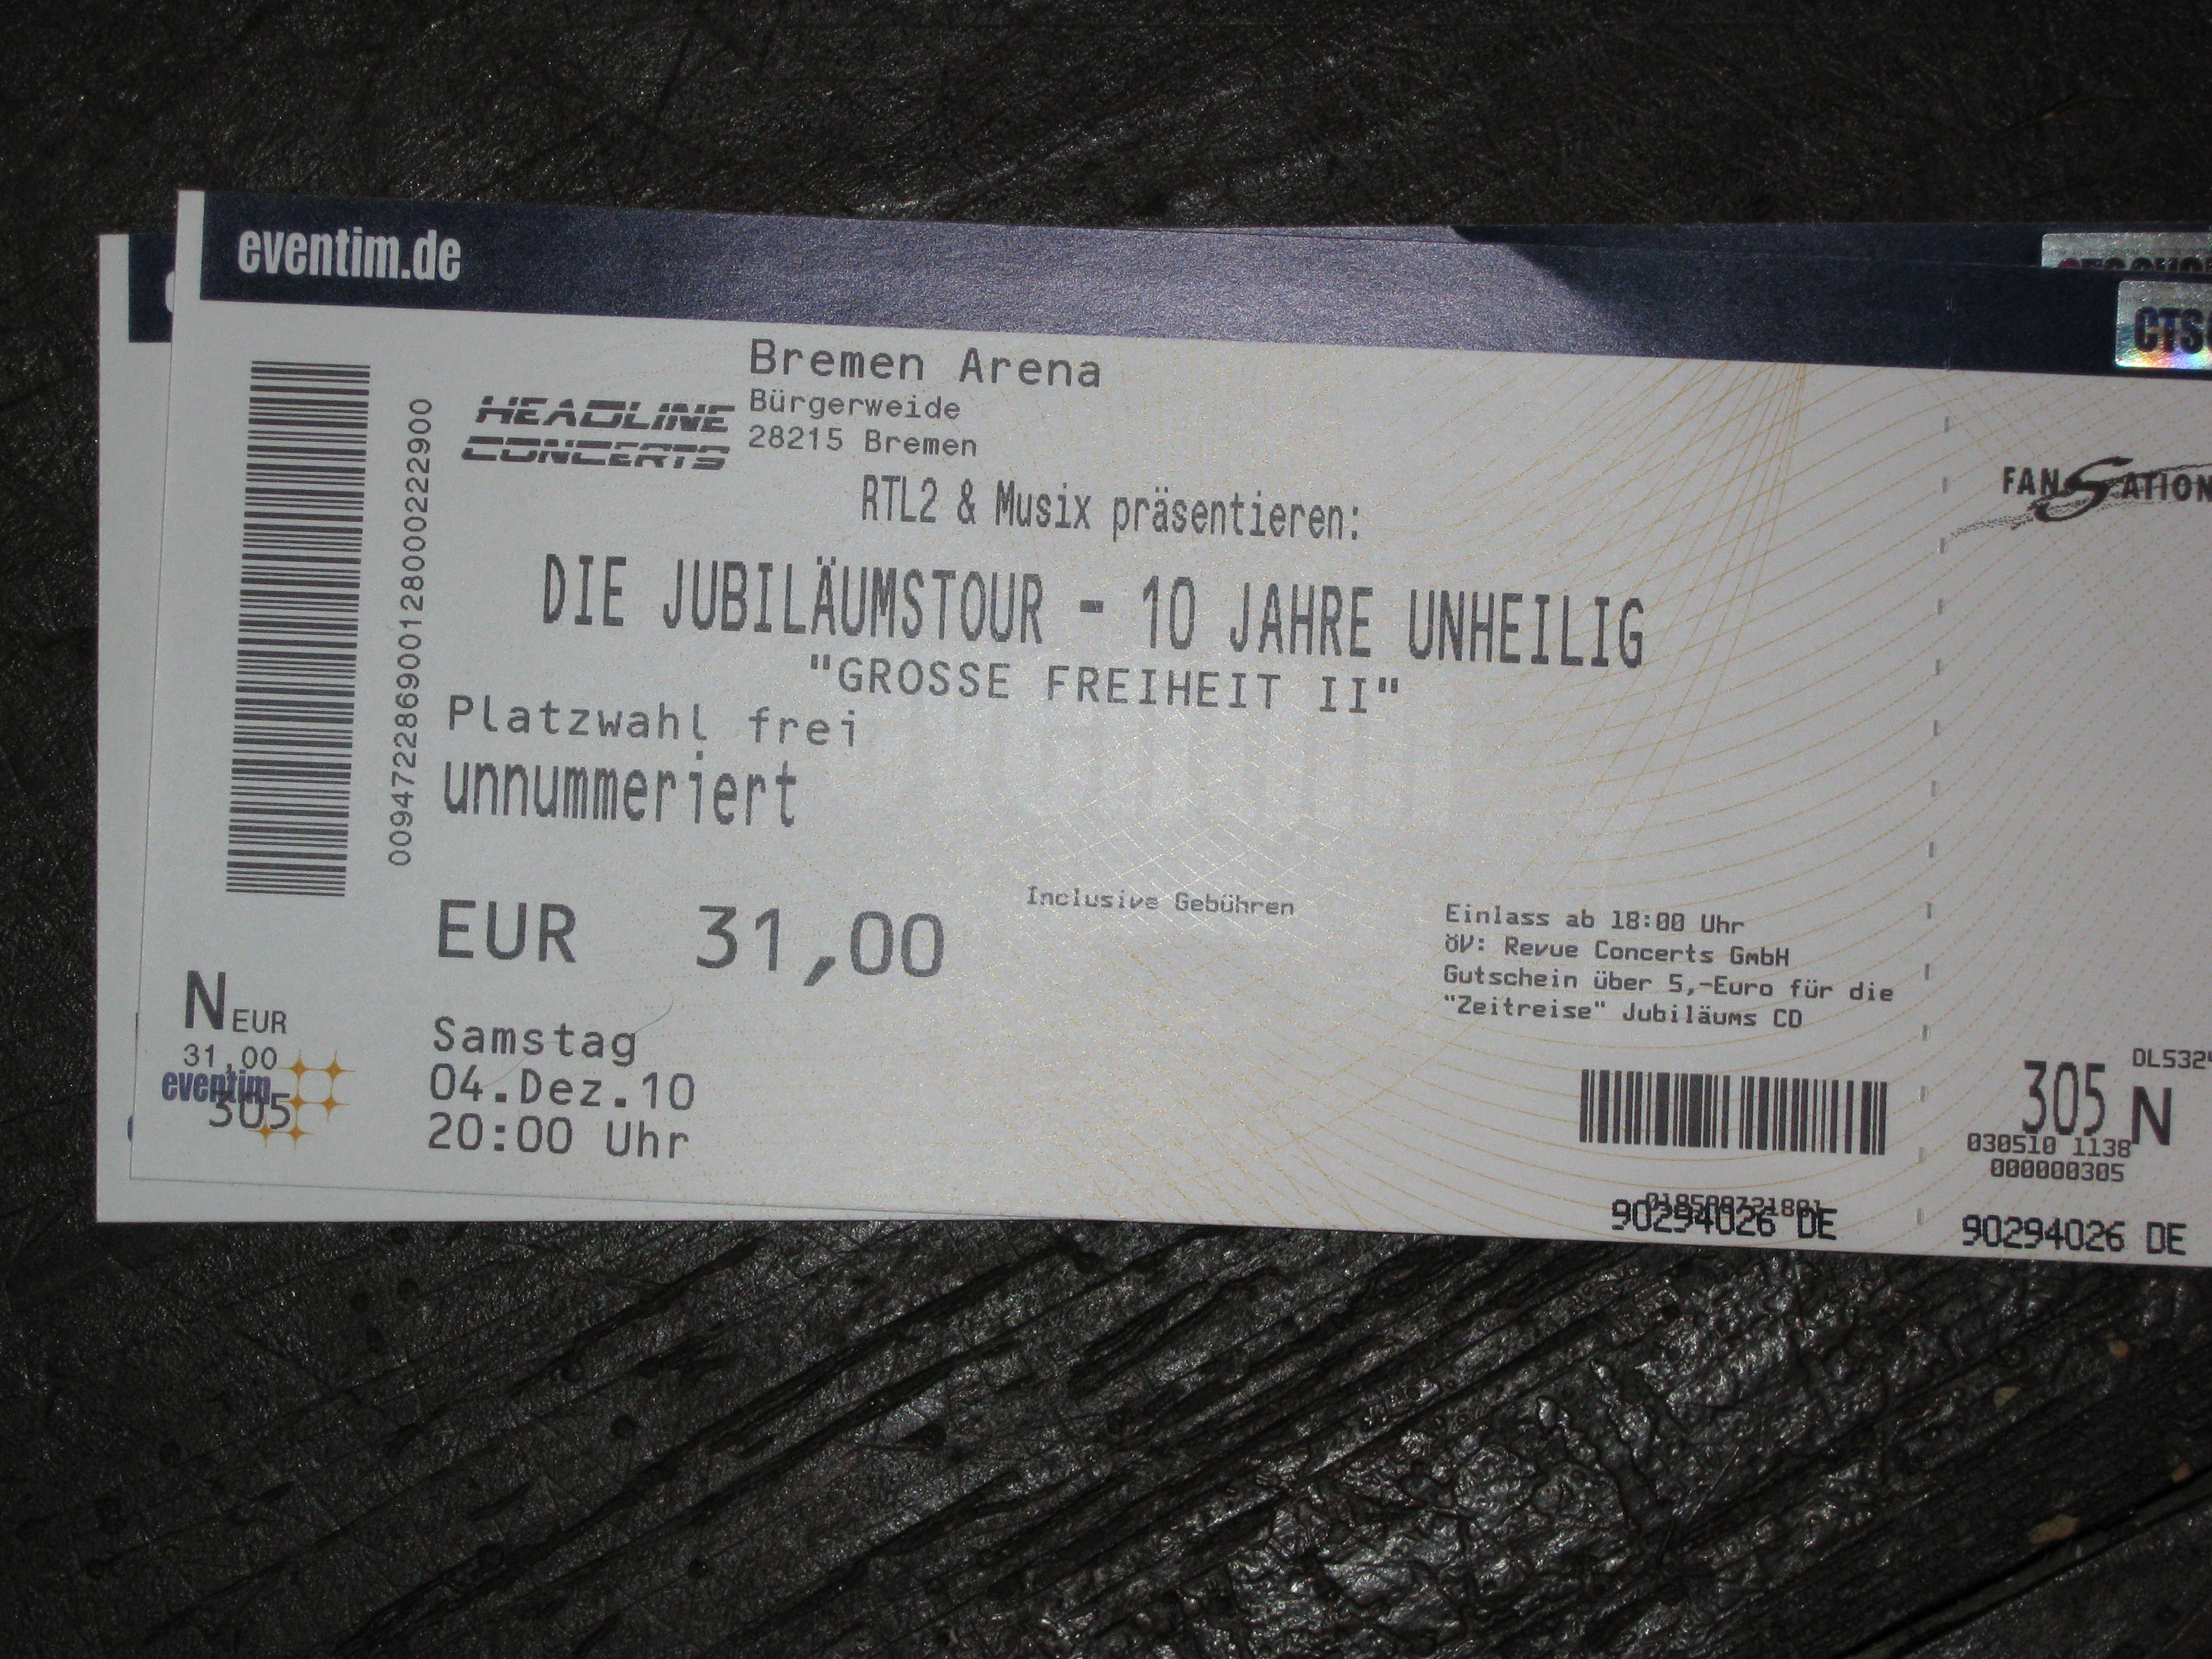 eventim.de
CTS
Bremen Arena
Bürgerweide
28215 Bremen
HEADLINE
CONCERTS
FANSATION
RTL2 & Musix präsentieren:
DIE JUBILÄUMSTOUR - 10 JAHRE UNHEILIG
"GROSSE FREIHEIT II"
Platzwahl frei
unnummeriert
EUR 31,00
Inclusive Gebühren
Einlass ab 18:00 Uhr
öV: Revue Concerts GmbH
Gutschein über 5,-Euro für die
"Zeitreise" Jubiläums CD
Samstag
04.Dez.10
20:00 Uhr
N EUR
31,00
eventim
305
DL532
305 N
030510 1138
000000305
90294026 DE
90294026 DE